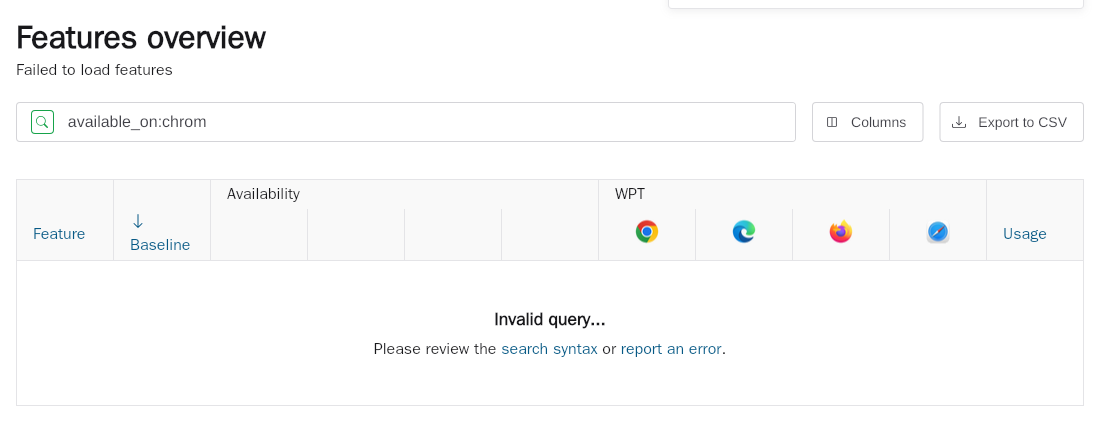 Features overview
Failed to load features
available_on:chrom
Columns
Export to CSV
Availability
WPT
Feature
Baseline
Usage
Invalid query...
Please review the search syntax or report an error.